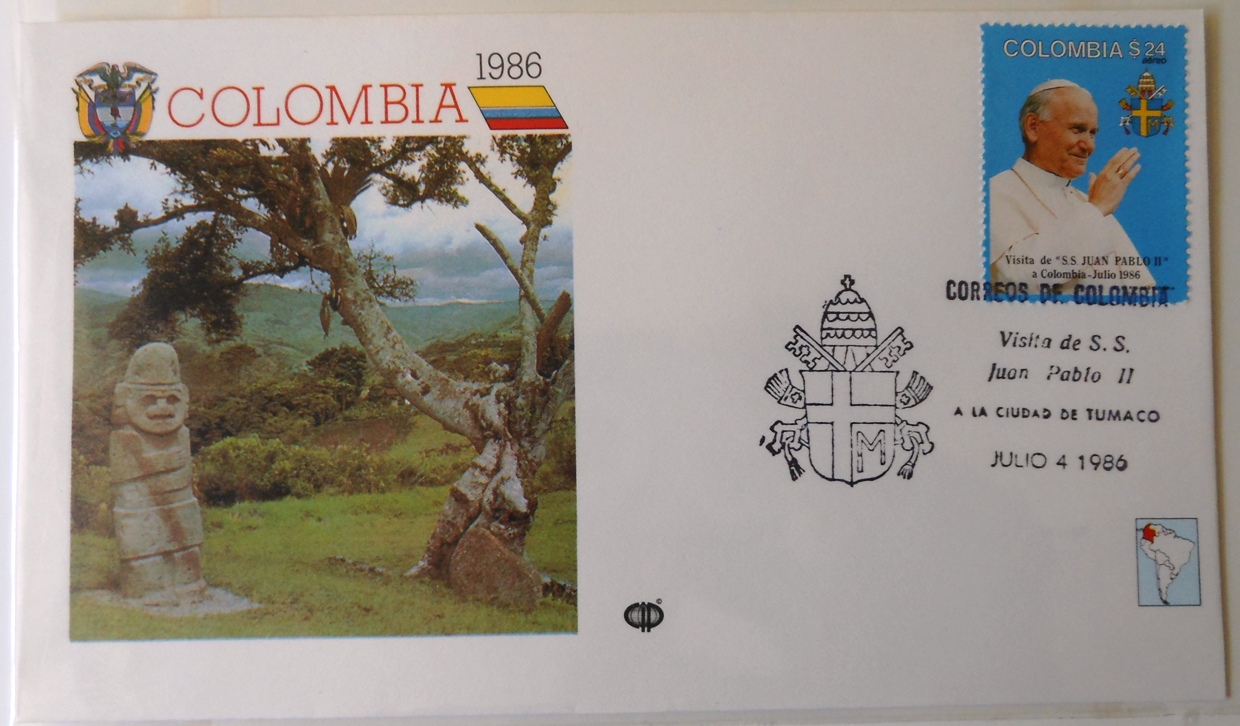 1986
COLOMBIA
COLOMBIA $24
aéreo
Visita de "S.S. JUAN PABLO II"
a Colombia-Julio 1986
CORREOS DE COLOMBIA
Visita de S. S.
Juan Pablo II
A LA CIUDAD DE TUMACO
JULIO 4 1986
M
M
©